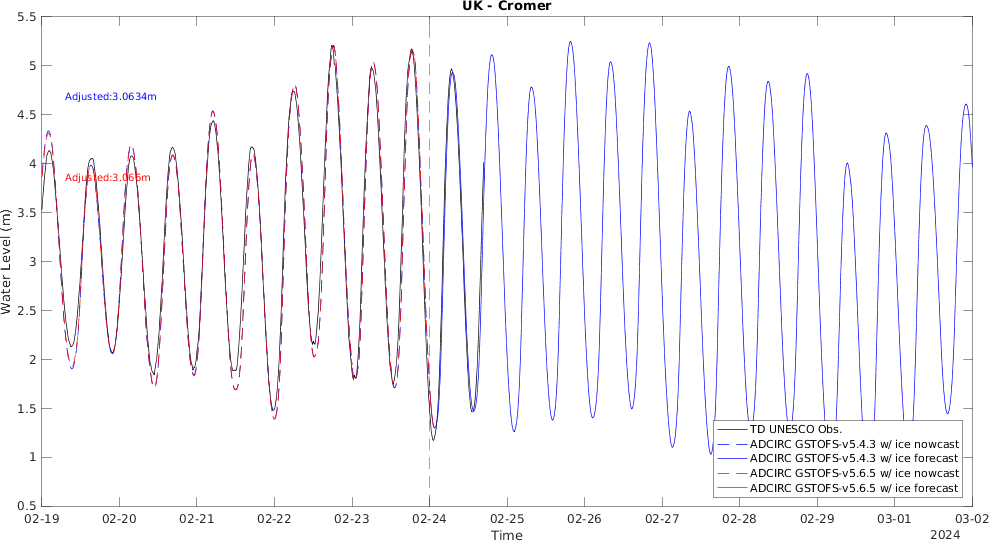 UK - Cromer
5.5
5
4.5
4
3.5
3
2.5
2
1.5
1
0.5
Water Level (m)
Adjusted:3.0634m
Adjusted:3.066m
TD UNESCO Obs.
ADCIRC GSTOFS-v5.4.3 w/ ice nowcast
ADCIRC GSTOFS-v5.4.3 w/ ice forecast
ADCIRC GSTOFS-v5.6.5 w/ ice nowcast
ADCIRC GSTOFS-v5.6.5 w/ ice forecast
02-19 02-20 02-21 02-22 02-23 02-24 02-25 02-26 02-27 02-28 02-29 03-01 03-02
Time
2024